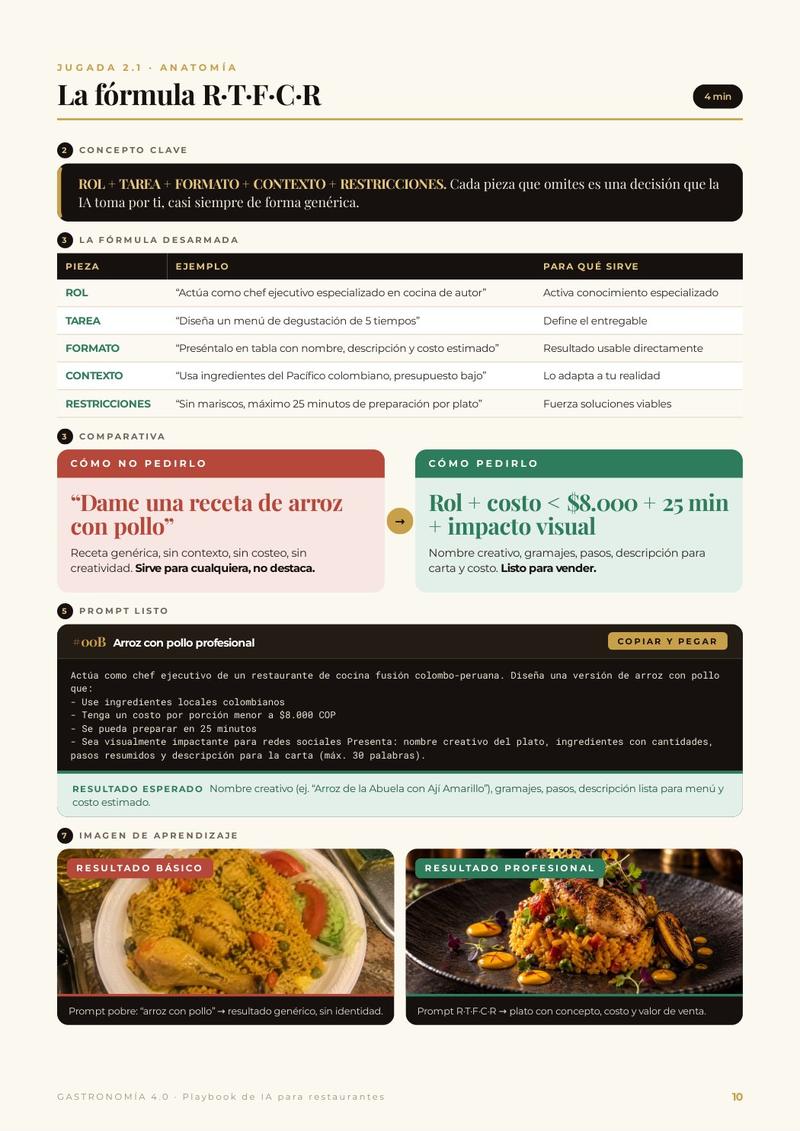 JUGADA 2.1 · ANATOMÍA
La fórmula R·T·F·C·R
4 min
2 CONCEPTO CLAVE
ROL + TAREA + FORMATO + CONTEXTO + RESTRICCIONES. Cada pieza que omites es una decisión que la
IA toma por ti, casi siempre de forma genérica.
3 LA FÓRMULA DESARMADA
PIEZA EJEMPLO PARA QUÉ SIRVE
ROL “Actúa como chef ejecutivo especializado en cocina de autor” Activa conocimiento especializado
TAREA “Diseña un menú de degustación de 5 tiempos” Define el entregable
FORMATO “Preséntalo en tabla con nombre, descripción y costo estimado” Resultado usable directamente
CONTEXTO “Usa ingredientes del Pacífico colombiano, presupuesto bajo” Lo adapta a tu realidad
RESTRICCIONES “Sin mariscos, máximo 25 minutos de preparación por plato” Fuerza soluciones viables
3 COMPARATIVA
CÓMO NO PEDIRLO
“Dame una receta de arroz
con pollo”
Receta genérica, sin contexto, sin costeo, sin
creatividad. Sirve para cualquiera, no destaca.
→
CÓMO PEDIRLO
Rol + costo < $8.000 + 25 min
+ impacto visual
Nombre creativo, gramajes, pasos, descripción para
carta y costo. Listo para vender.
5 PROMPT LISTO
#00B Arroz con pollo profesional
COPIAR Y PEGAR
Actúa como chef ejecutivo de un restaurante de cocina fusión colombo-peruana. Diseña una versión de arroz con pollo
que:
- Use ingredientes locales colombianos
- Tenga un costo por porción menor a $8.000 COP
- Se pueda preparar en 25 minutos
- Sea visualmente impactante para redes sociales Presenta: nombre creativo del plato, ingredientes con cantidades,
pasos resumidos y descripción para la carta (máx. 30 palabras).
RESULTADO ESPERADO Nombre creativo (ej. “Arroz de la Abuela con Ají Amarillo”), gramajes, pasos, descripción lista para menú y
costo estimado.
7 IMAGEN DE APRENDIZAJE
RESULTADO BÁSICO
Prompt pobre: “arroz con pollo” → resultado genérico, sin identidad.
RESULTADO PROFESIONAL
Prompt R·T·F·C·R → plato con concepto, costo y valor de venta.
GASTRONOMÍA 4.0 · Playbook de IA para restaurantes
10